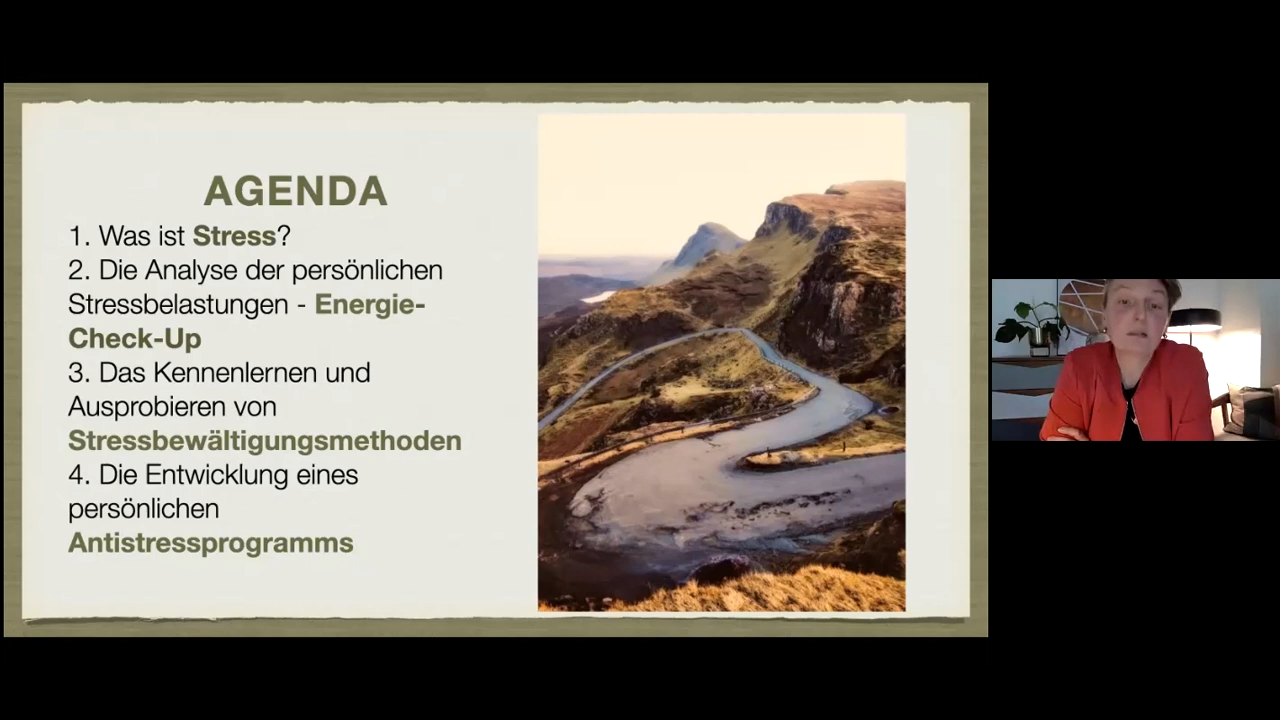 AGENDA
1. Was ist Stress?
2. Die Analyse der persönlichen
Stressbelastungen - Energie-
Check-Up
3. Das Kennenlernen und
Ausprobieren von
Stressbewältigungsmethoden
4. Die Entwicklung eines
persönlichen
Antistressprogramms